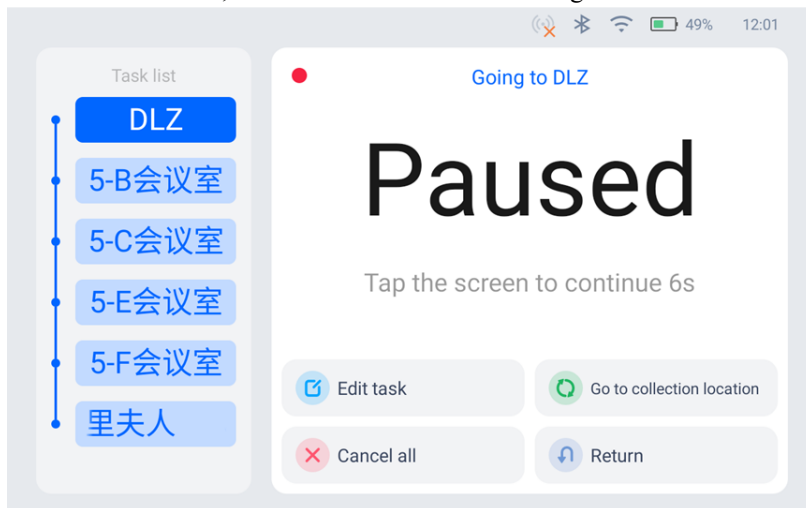 49% 12:01
Task list
DLZ
5-B会议室
5-C会议室
5-E会议室
5-F会议室
里夫人
Going to DLZ
Paused
Tap the screen to continue 6s
Edit task
Go to collection location
Cancel all
Return